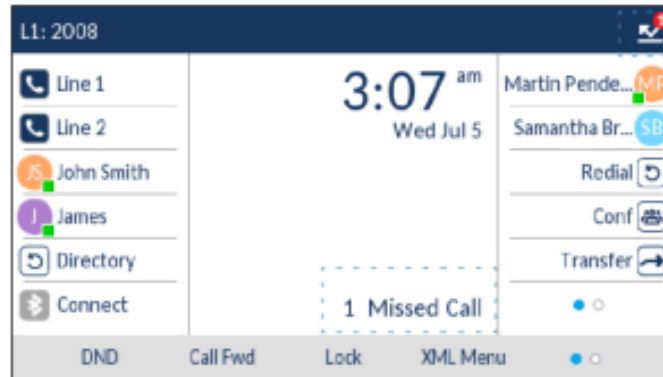 L1: 2008
1
Line 1
Line 2
JS John Smith
J James
Directory
Connect
3:07 am
Wed Jul 5
1 Missed Call
Martin Pende... MP
Samantha Br... SB
Redial
Conf
Transfer
DND Call Fwd Lock XML Menu